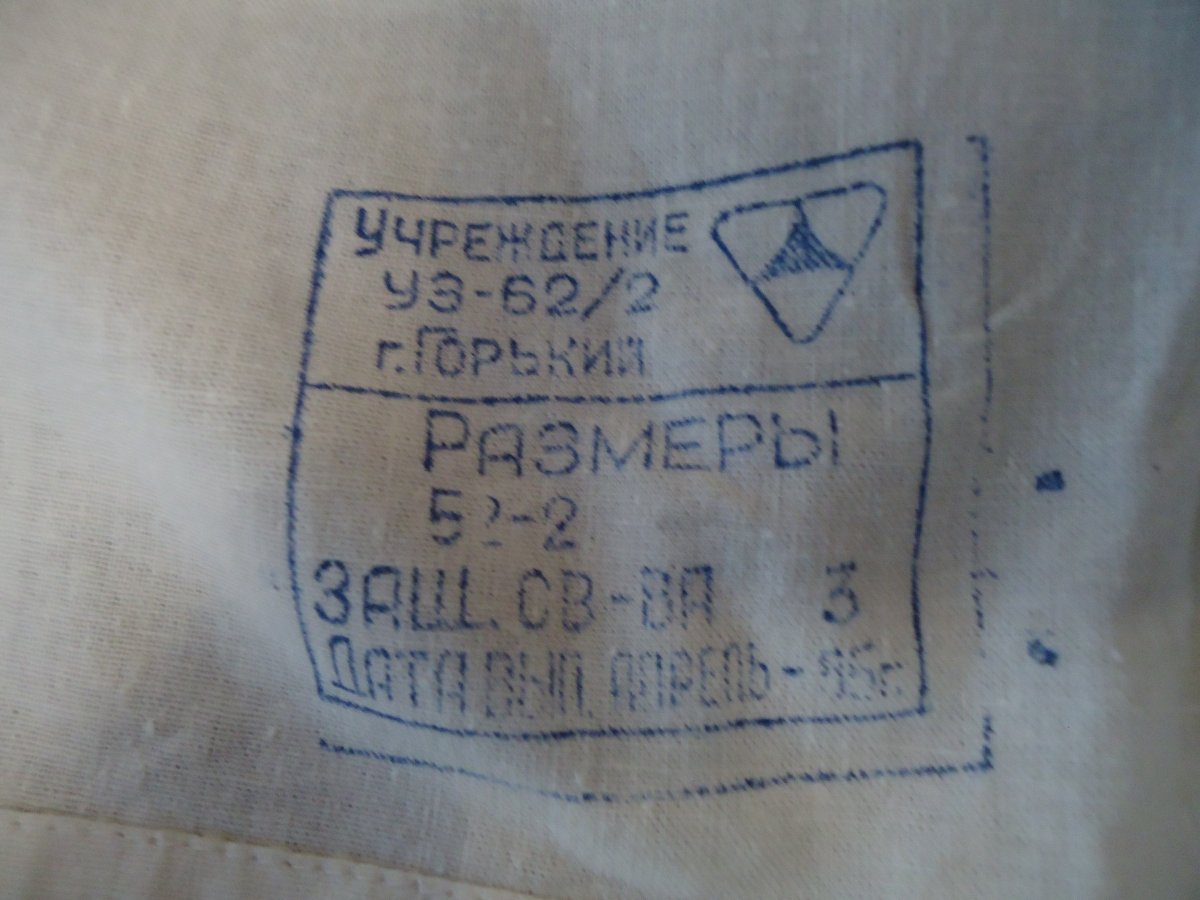 Учреждение
УЗ-62/2
г. Горький
Размеры
52-2
Защ. св-ва 3
Дата вып. апрель-